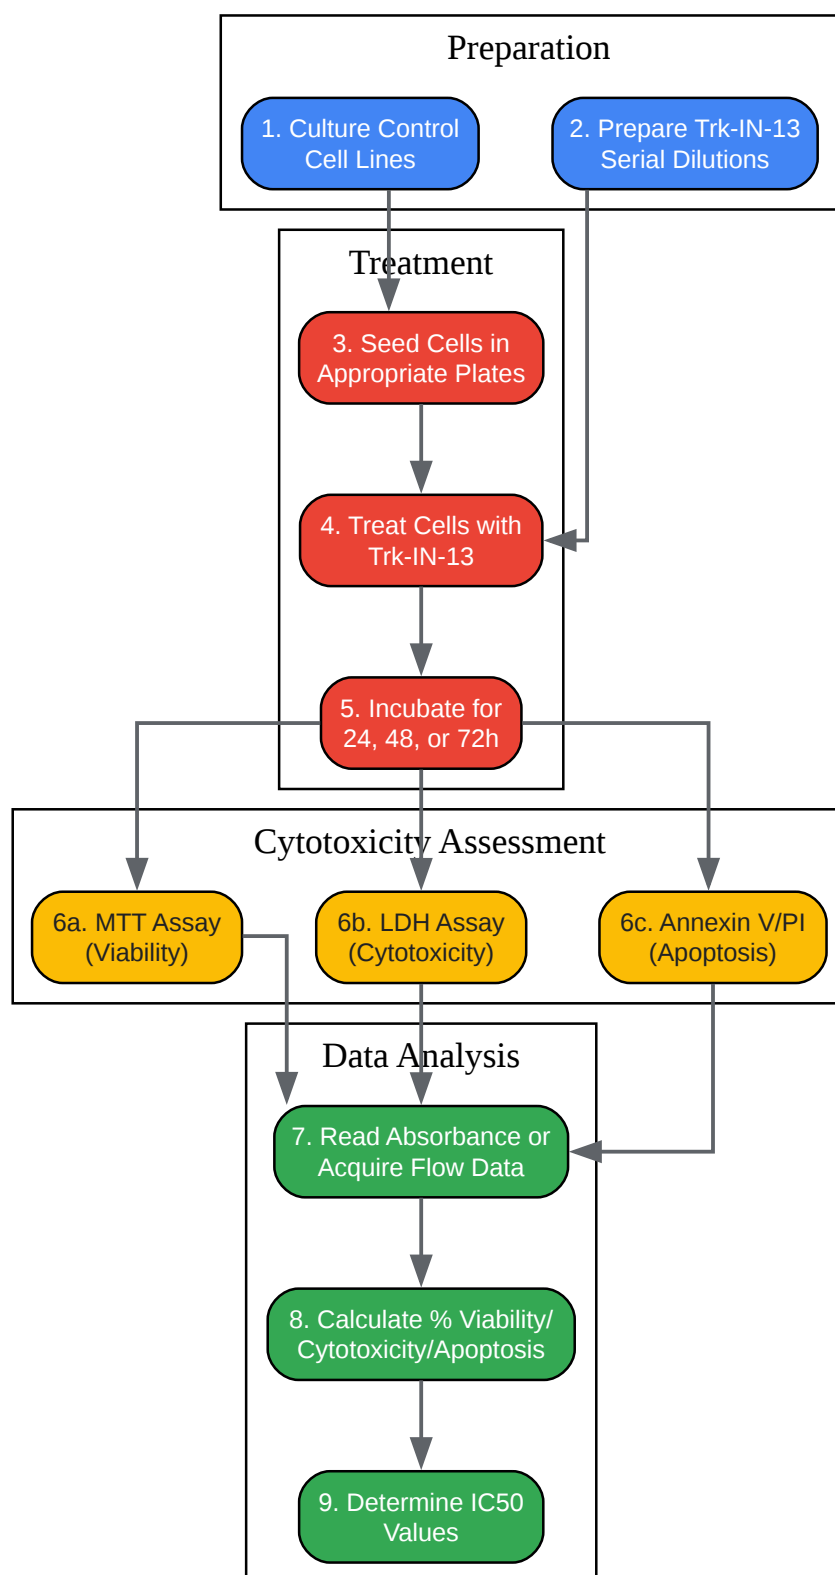 Preparation
1. Culture Control
Cell Lines
2. Prepare Trk-IN-13
Serial Dilutions
Treatment
3. Seed Cells in
Appropriate Plates
4. Treat Cells with
Trk-IN-13
5. Incubate for
24, 48, or 72h
Cytotoxicity Assessment
6a. MTT Assay
(Viability)
6b. LDH Assay
(Cytotoxicity)
6c. Annexin V/PI
(Apoptosis)
Data Analysis
7. Read Absorbance or
Acquire Flow Data
8. Calculate % Viability/
Cytotoxicity/Apoptosis
9. Determine IC50
Values